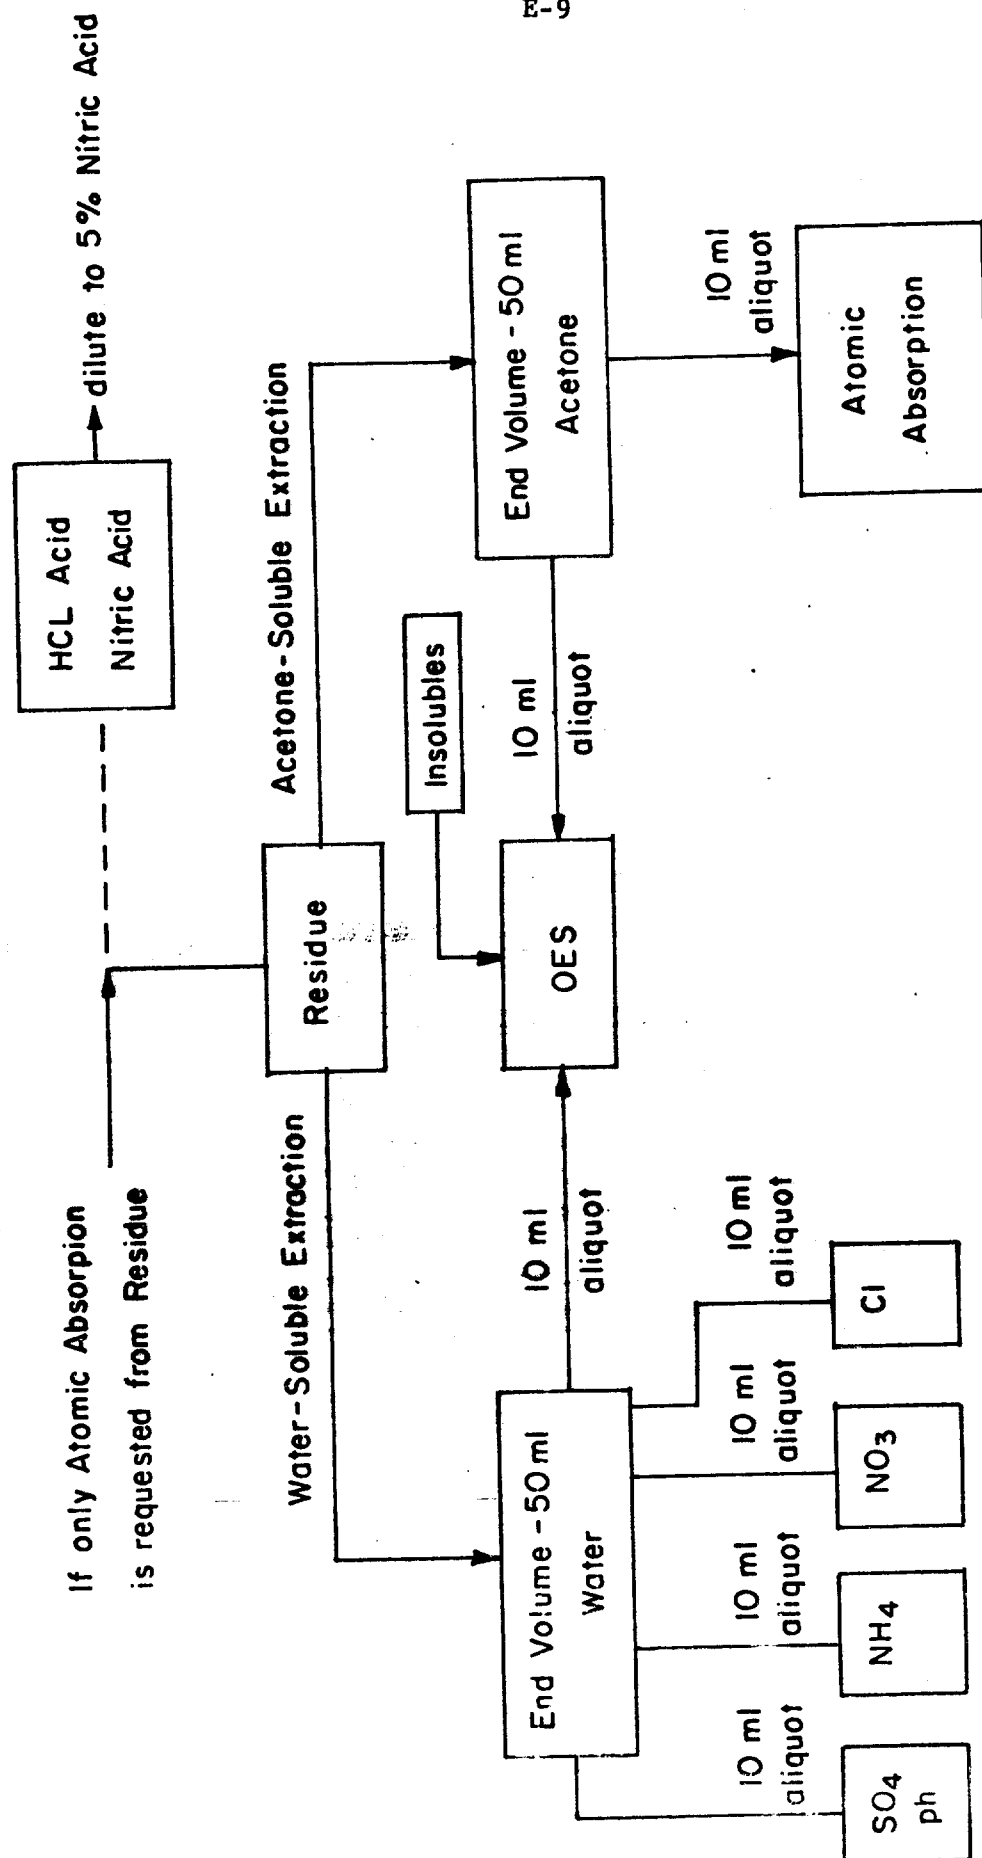 E-9
If only Atomic Absorpion
is requested from Residue
HCL Acid
Nitric Acid
dilute to 5% Nitric Acid
Residue
Water-Soluble Extraction
Acetone-Soluble Extraction
Insolubles
End Volume - 50 ml
Water
10 ml
aliquot
OES
10 ml
aliquot
End Volume - 50 ml
Acetone
10 ml
aliquot
SO4
ph
10 ml
aliquot
NH4
10 ml
aliquot
NO3
10 ml
aliquot
Cl
10 ml
aliquot
Atomic
Absorption